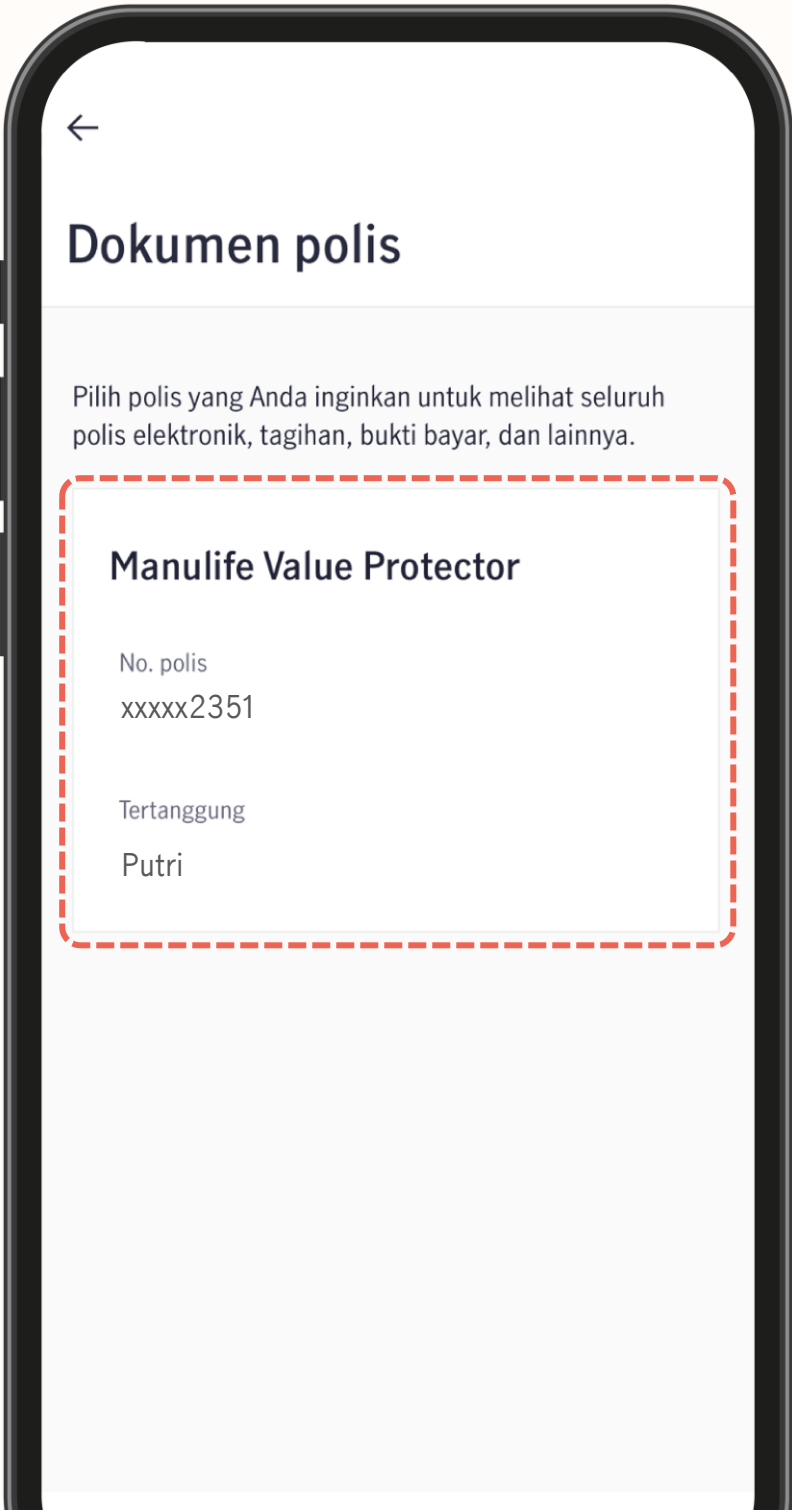 Dokumen polis
Pilih polis yang Anda inginkan untuk melihat seluruh
polis elektronik, tagihan, bukti bayar, dan lainnya.
Manulife Value Protector
No. polis
xxxxx2351
Tertanggung
Putri